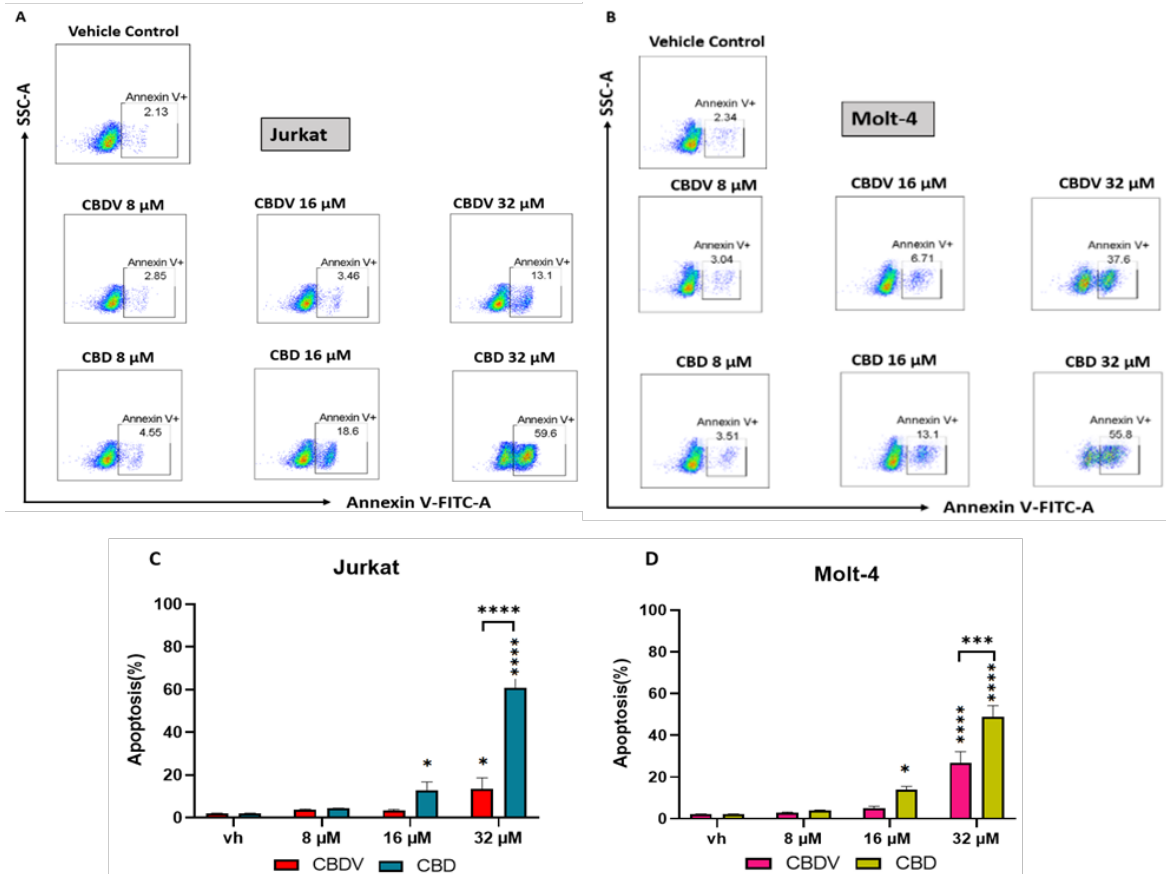 A
Vehicle Control
SSC-A
Annexin V+
2.13
Jurkat
CBDV 8 µM
CBDV 16 µM
CBDV 32 µM
Annexin V+
2.85
Annexin V+
3.46
Annexin V+
13.1
CBD 8 µM
CBD 16 µM
CBD 32 µM
Annexin V+
4.55
Annexin V+
18.6
Annexin V+
59.6
Annexin V-FITC-A
B
Vehicle Control
SSC-A
Annexin V+
2.34
Molt-4
CBDV 8 µM
CBDV 16 µM
CBDV 32 µM
Annexin V+
3.04
Annexin V+
6.71
Annexin V+
37.6
CBD 8 µM
CBD 16 µM
CBD 32 µM
Annexin V+
3.51
Annexin V+
13.1
Annexin V+
55.8
Annexin V-FITC-A
C
Jurkat
Apoptosis(%)
100
80
60
40
20
0
****
****
*
*
vh
8 µM
16 µM
32 µM
CBDV
CBD
D
Molt-4
Apoptosis(%)
100
80
60
40
20
0
***
****
****
*
vh
8 µM
16 µM
32 µM
CBDV
CBD